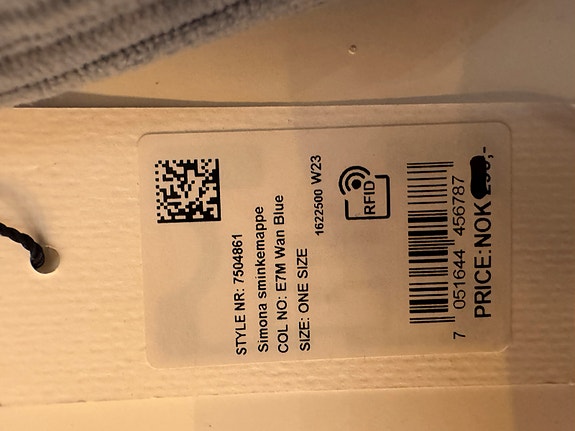 STYLE NR: 7504861
Simona sminkemappe
COL NO: E7M Wan Blue
SIZE: ONE SIZE
1622500 W23
RFID
7 051644 456787
PRICE:NOK ,-